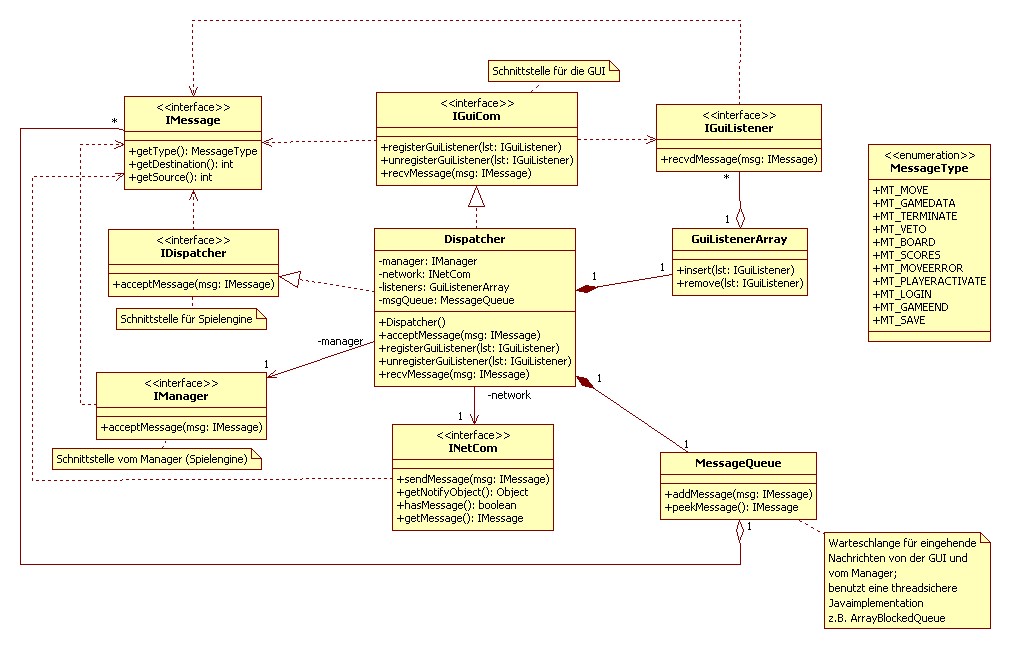 Schnittstelle für die GUI
<<interface>>
IMessage
+getType(): MessageType
+getDestination(): int
+getSource(): int
*
<<interface>>
IGuiCom
+registerGuiListener(lst: IGuiListener)
+unregisterGuiListener(lst: IGuiListener)
+recvMessage(msg: IMessage)
<<interface>>
IGuiListener
+recvdMessage(msg: IMessage)
*
1
<<enumeration>>
MessageType
+MT_MOVE
+MT_GAMEDATA
+MT_TERMINATE
+MT_VETO
+MT_BOARD
+MT_SCORES
+MT_MOVEERROR
+MT_PLAYERACTIVATE
+MT_LOGIN
+MT_GAMEEND
+MT_SAVE
<<interface>>
IDispatcher
+acceptMessage(msg: IMessage)
Schnittstelle für Spielengine
Dispatcher
-manager: IManager
-network: INetCom
-listeners: GuiListenerArray
-msgQueue: MessageQueue
+Dispatcher()
+acceptMessage(msg: IMessage)
+registerGuiListener(lst: IGuiListener)
+unregisterGuiListener(lst: IGuiListener)
+recvMessage(msg: IMessage)
GuiListenerArray
+insert(lst: IGuiListener)
+remove(lst: IGuiListener)
1
1
-manager
1
<<interface>>
IManager
+acceptMessage(msg: IMessage)
Schnittstelle vom Manager (Spielengine)
-network
1
<<interface>>
INetCom
+sendMessage(msg: IMessage)
+getNotifyObject(): Object
+hasMessage(): boolean
+getMessage(): IMessage
1
1
MessageQueue
+addMessage(msg: IMessage)
+peekMessage(): IMessage
1
Warteschlange für eingehende
Nachrichten von der GUI und
vom Manager;
benutzt eine threadsichere
Javaimplementation
z.B. ArrayBlockedQueue